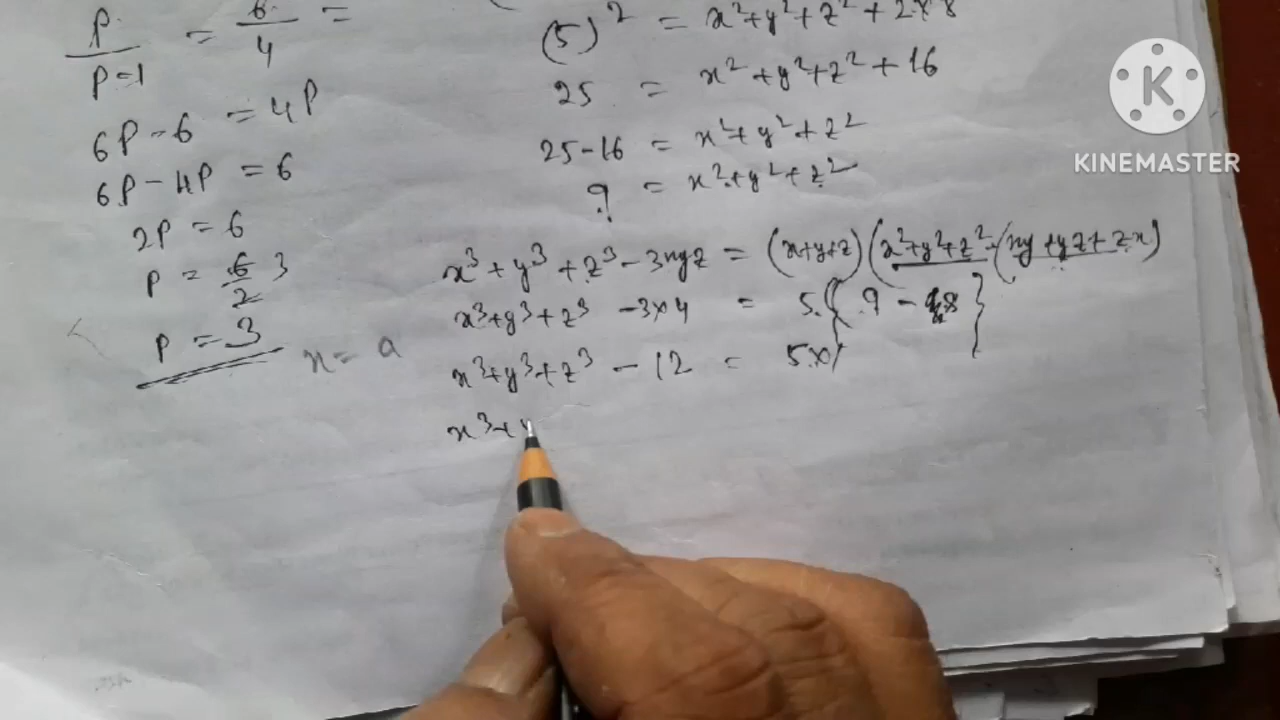 P/P-1 = 6/4 =
6P-6 = 4P
6P-4P = 6
2P = 6
P = 6/2 3
P = 3
x = a
(5)² = x²+y²+z²+2×8
25 = x²+y²+z²+16
25-16 = x²+y²+z²
9 = x²+y²+z²
x³+y³+z³-3xyz = (x+y+z)(x²+y²+z²-(xy+yz+zx)
x³+y³+z³ -3×4 = 5.{9-8}
x³+y³+z³ -12 = 5×1
x³+y
K
KINEMASTER